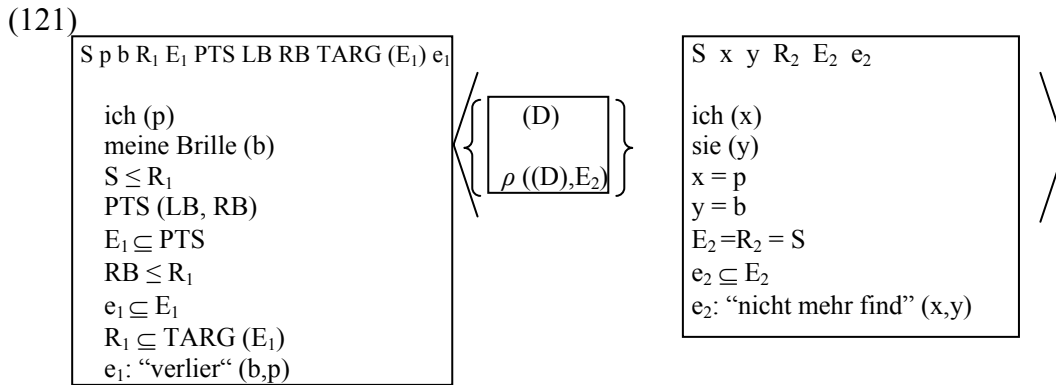 (121)
S p b R₁ E₁ PTS LB RB TARG (E₁) e₁
ich (p)
meine Brille (b)
S ≤ R₁
PTS (LB, RB)
E₁ ⊆ PTS
RB ≤ R₁
e₁ ⊆ E₁
R₁ ⊆ TARG (E₁)
e₁: “verlier“ (b,p)
⟨ { (D)
ρ ((D),E₂) }
S x y R₂ E₂ e₂
ich (x)
sie (y)
x = p
y = b
E₂ =R₂ = S
e₂ ⊆ E₂
e₂: “nicht mehr find” (x,y)
⟩